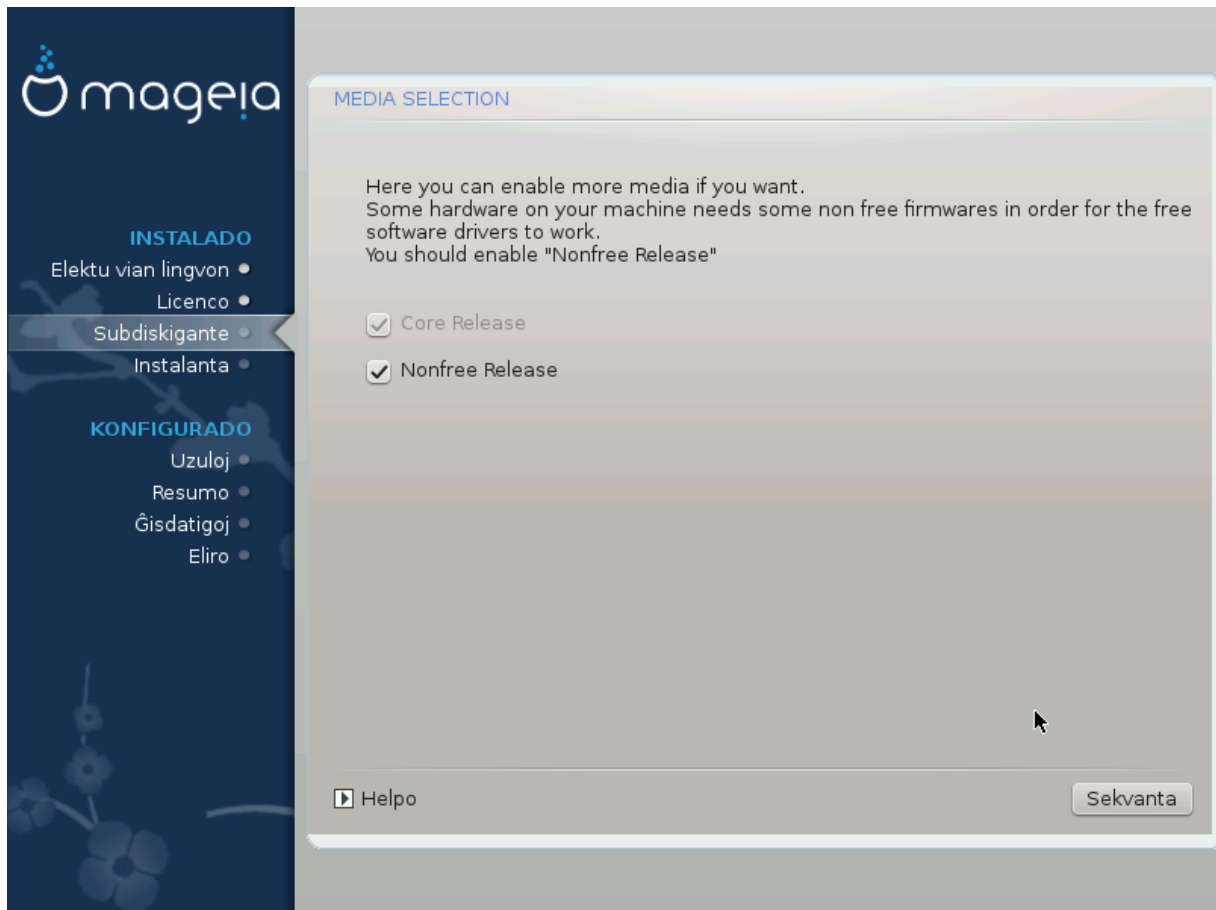 mageia
INSTALADO
Elektu vian lingvon
Licenco
Subdiskigante
Instalanta
KONFIGURADO
Uzuloj
Resumo
Ĝisdatigoj
Eliro
MEDIA SELECTION
Here you can enable more media if you want.
Some hardware on your machine needs some non free firmwares in order for the free
software drivers to work.
You should enable "Nonfree Release"
Core Release
Nonfree Release
Helpo
Sekvanta